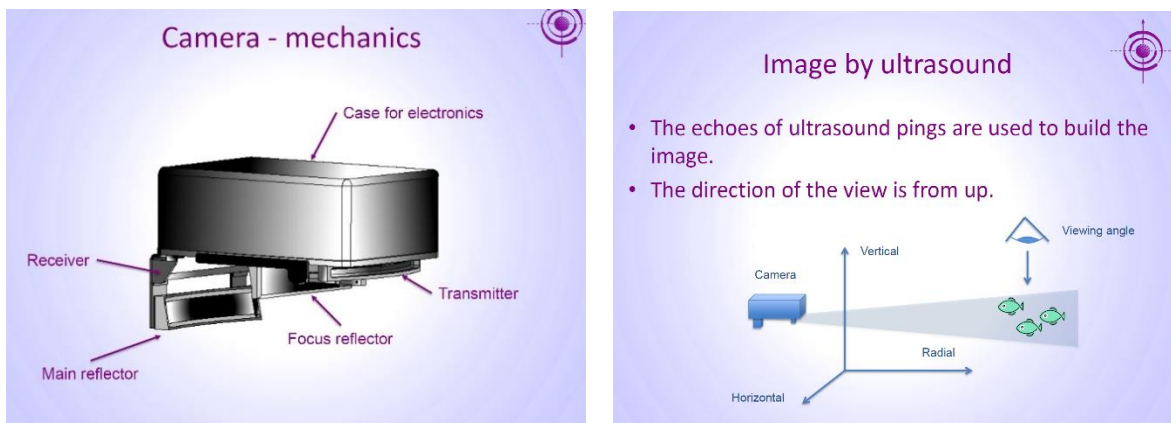 Camera - mechanics
Case for electronics
Receiver
Transmitter
Focus reflector
Main reflector
Image by ultrasound
• The echoes of ultrasound pings are used to build the
image.
• The direction of the view is from up.
Viewing angle
Vertical
Camera
Radial
Horizontal